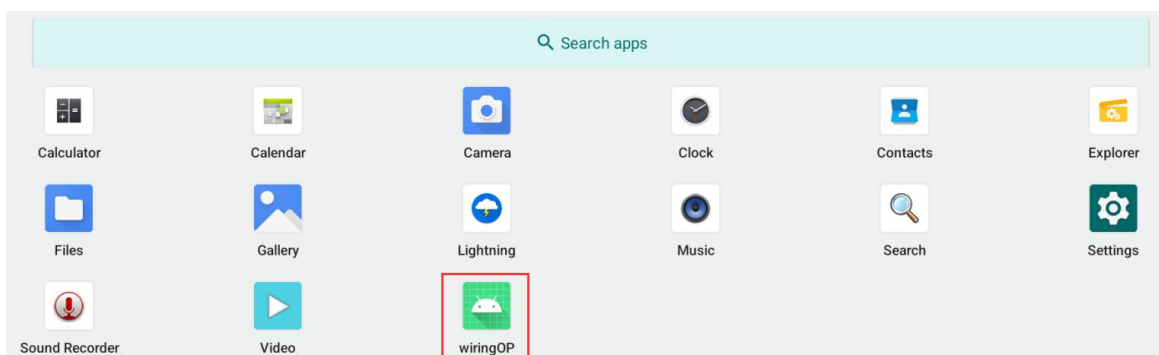 Search apps
Calculator Calendar Camera Clock Contacts Explorer
Files Gallery Lightning Music Search Settings
Sound Recorder Video wiringOP